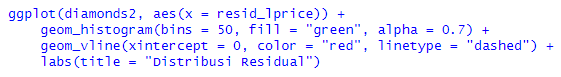 ggplot(diamonds2, aes(x = resid_lprice)) +
    geom_histogram(bins = 50, fill = "green", alpha = 0.7) +
    geom_vline(xintercept = 0, color = "red", linetype = "dashed") +
    labs(title = "Distribusi Residual")